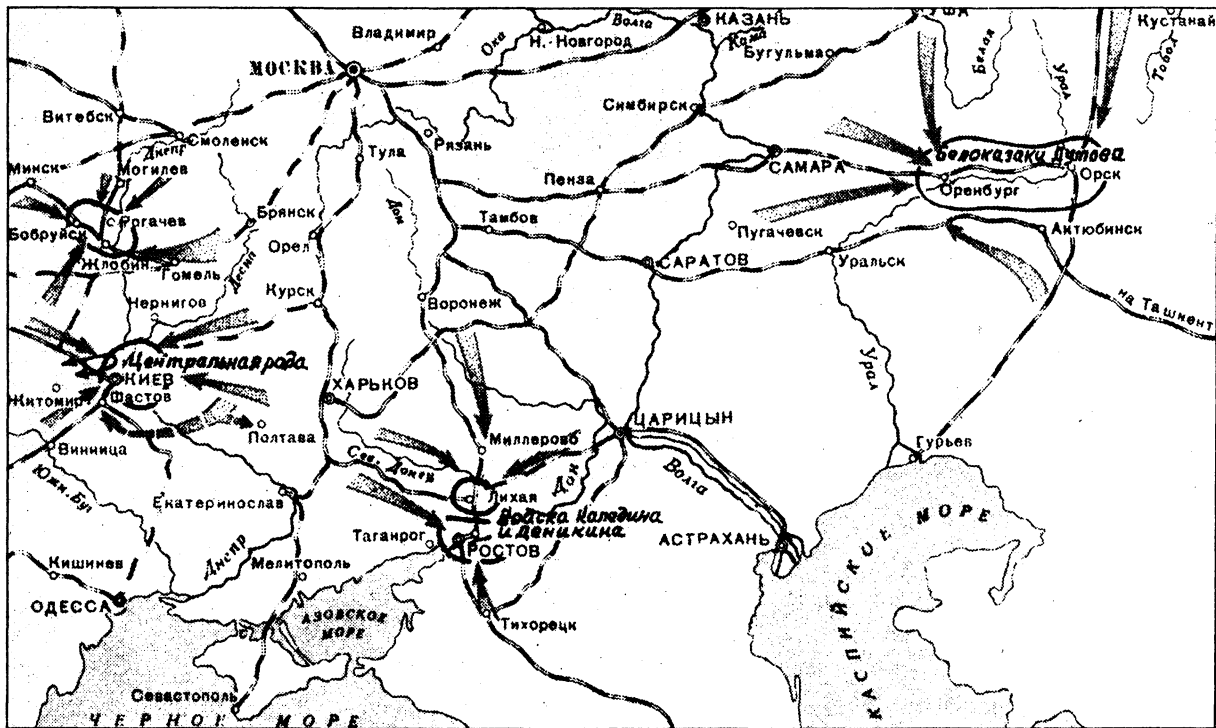 КАЗАНЬ
Волга
Кустанай
Владимир
Ока
Н.-Новгород
Кама
Бугульма
Белая
Урал
Тобол
МОСКВА
Витебск
Смоленск
Рязань
Симбирск
Минск
Днепр
Тула
САМАРА
Белоказаки Дутова
Могилев
Пенза
Оренбург
Орск
Рогачев
Брянск
Дон
Тамбов
Пугачевск
Актюбинск
Бобруйск
Орел
Жлобин
Гомель
Десна
САРАТОВ
Уральск
Чернигов
Курск
Воронеж
на Ташкент
Центральная рада
КИЕВ
Урал
Житомир
Фастов
ХАРЬКОВ
ЦАРИЦЫН
Полтава
Миллерово
Гурьев
Винница
Сев. Донец
Дон
Волга
Южн. Буг
Екатеринослав
Лихая
Войска Каледина
и Деникина
Таганрог
РОСТОВ
АСТРАХАНЬ
Днепр
Кишинев
Мелитополь
ОДЕССА
АЗОВСКОЕ
МОРЕ
Тихорецк
КАСПИЙСКОЕ МОРЕ
Севастополь
ЧЕРНОЕ МОРЕ